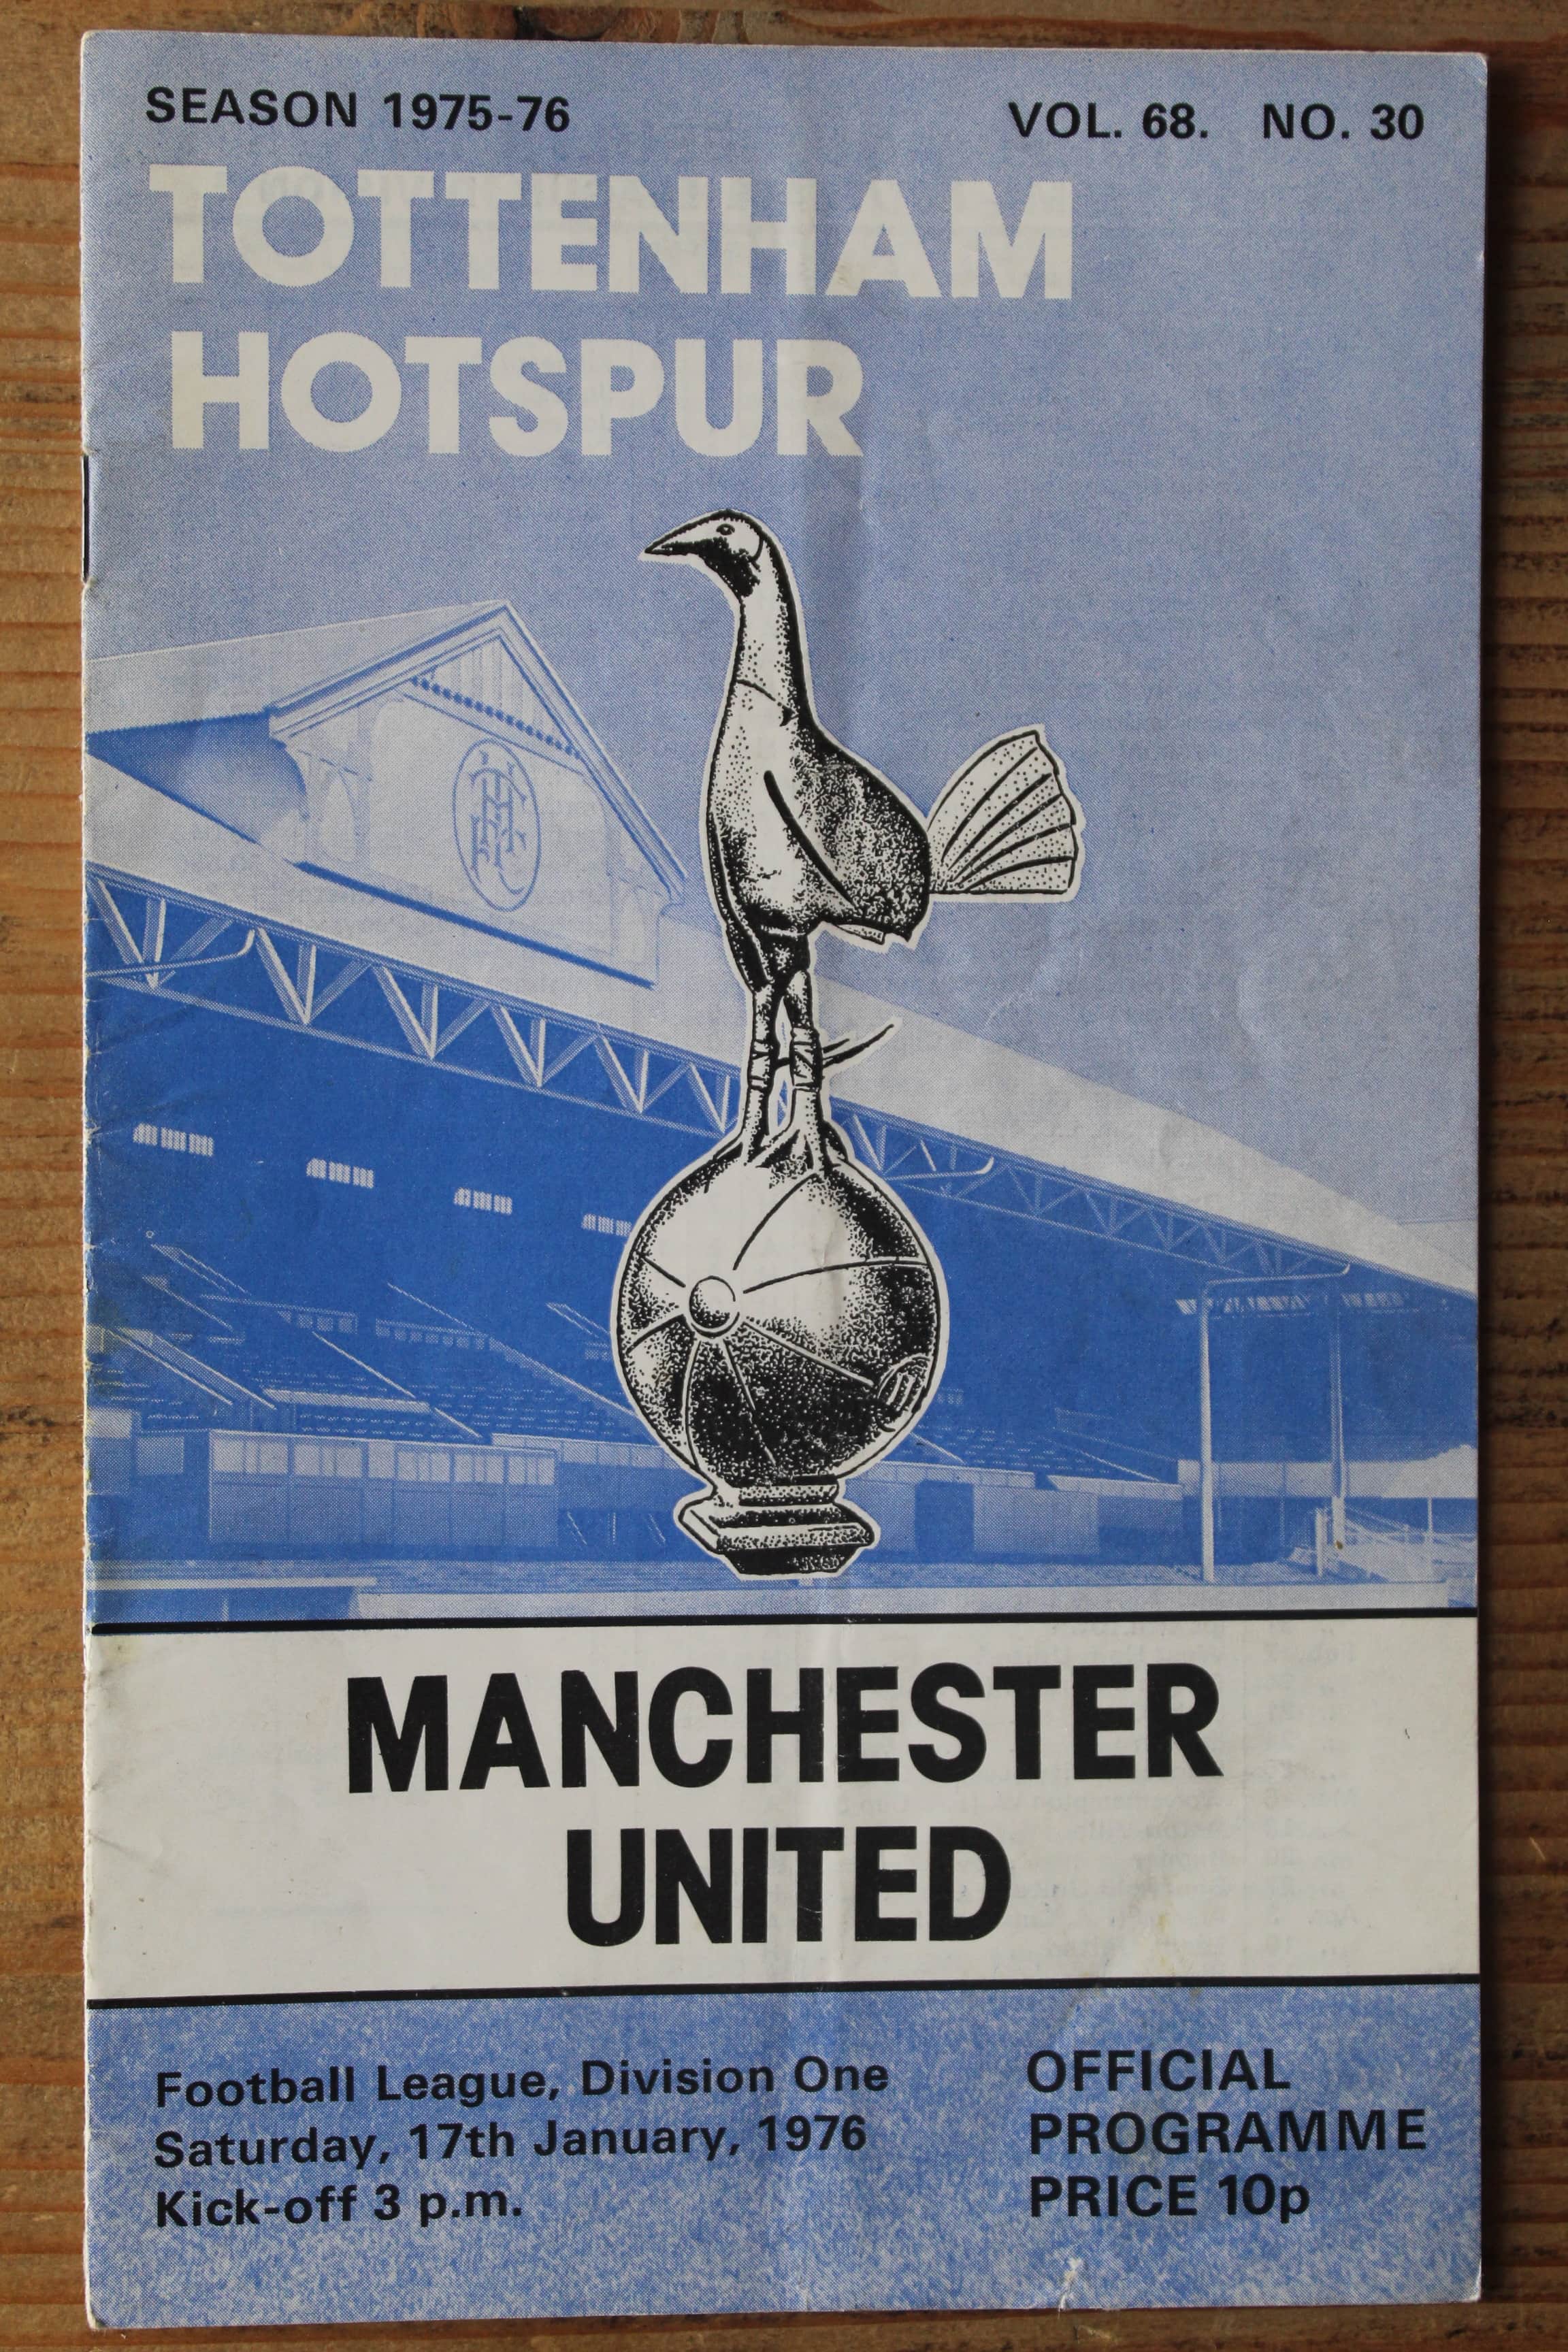 SEASON 1975-76
VOL. 68. NO. 30
TOTTENHAM
HOTSPUR
MANCHESTER
UNITED
Football League, Division One
Saturday, 17th January, 1976
Kick-off 3 p.m.
OFFICIAL
PROGRAMME
PRICE 10p